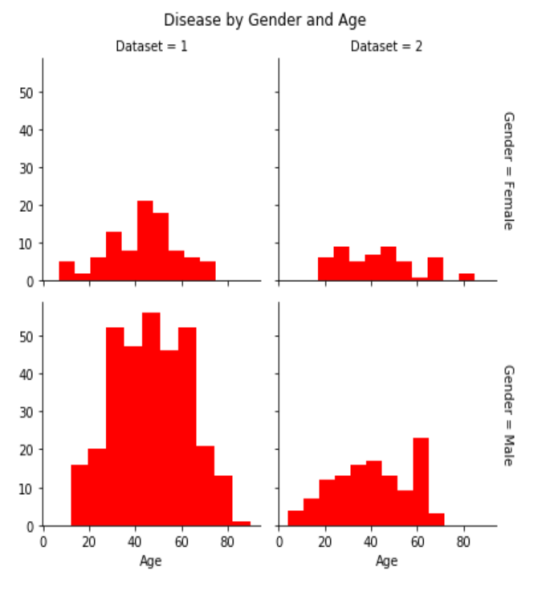 Disease by Gender and Age
Dataset = 1
Dataset = 2
50
40
30
20
10
0
Gender = Female
50
40
30
20
10
0
Gender = Male
0 20 40 60 80
0 20 40 60 80
Age
Age